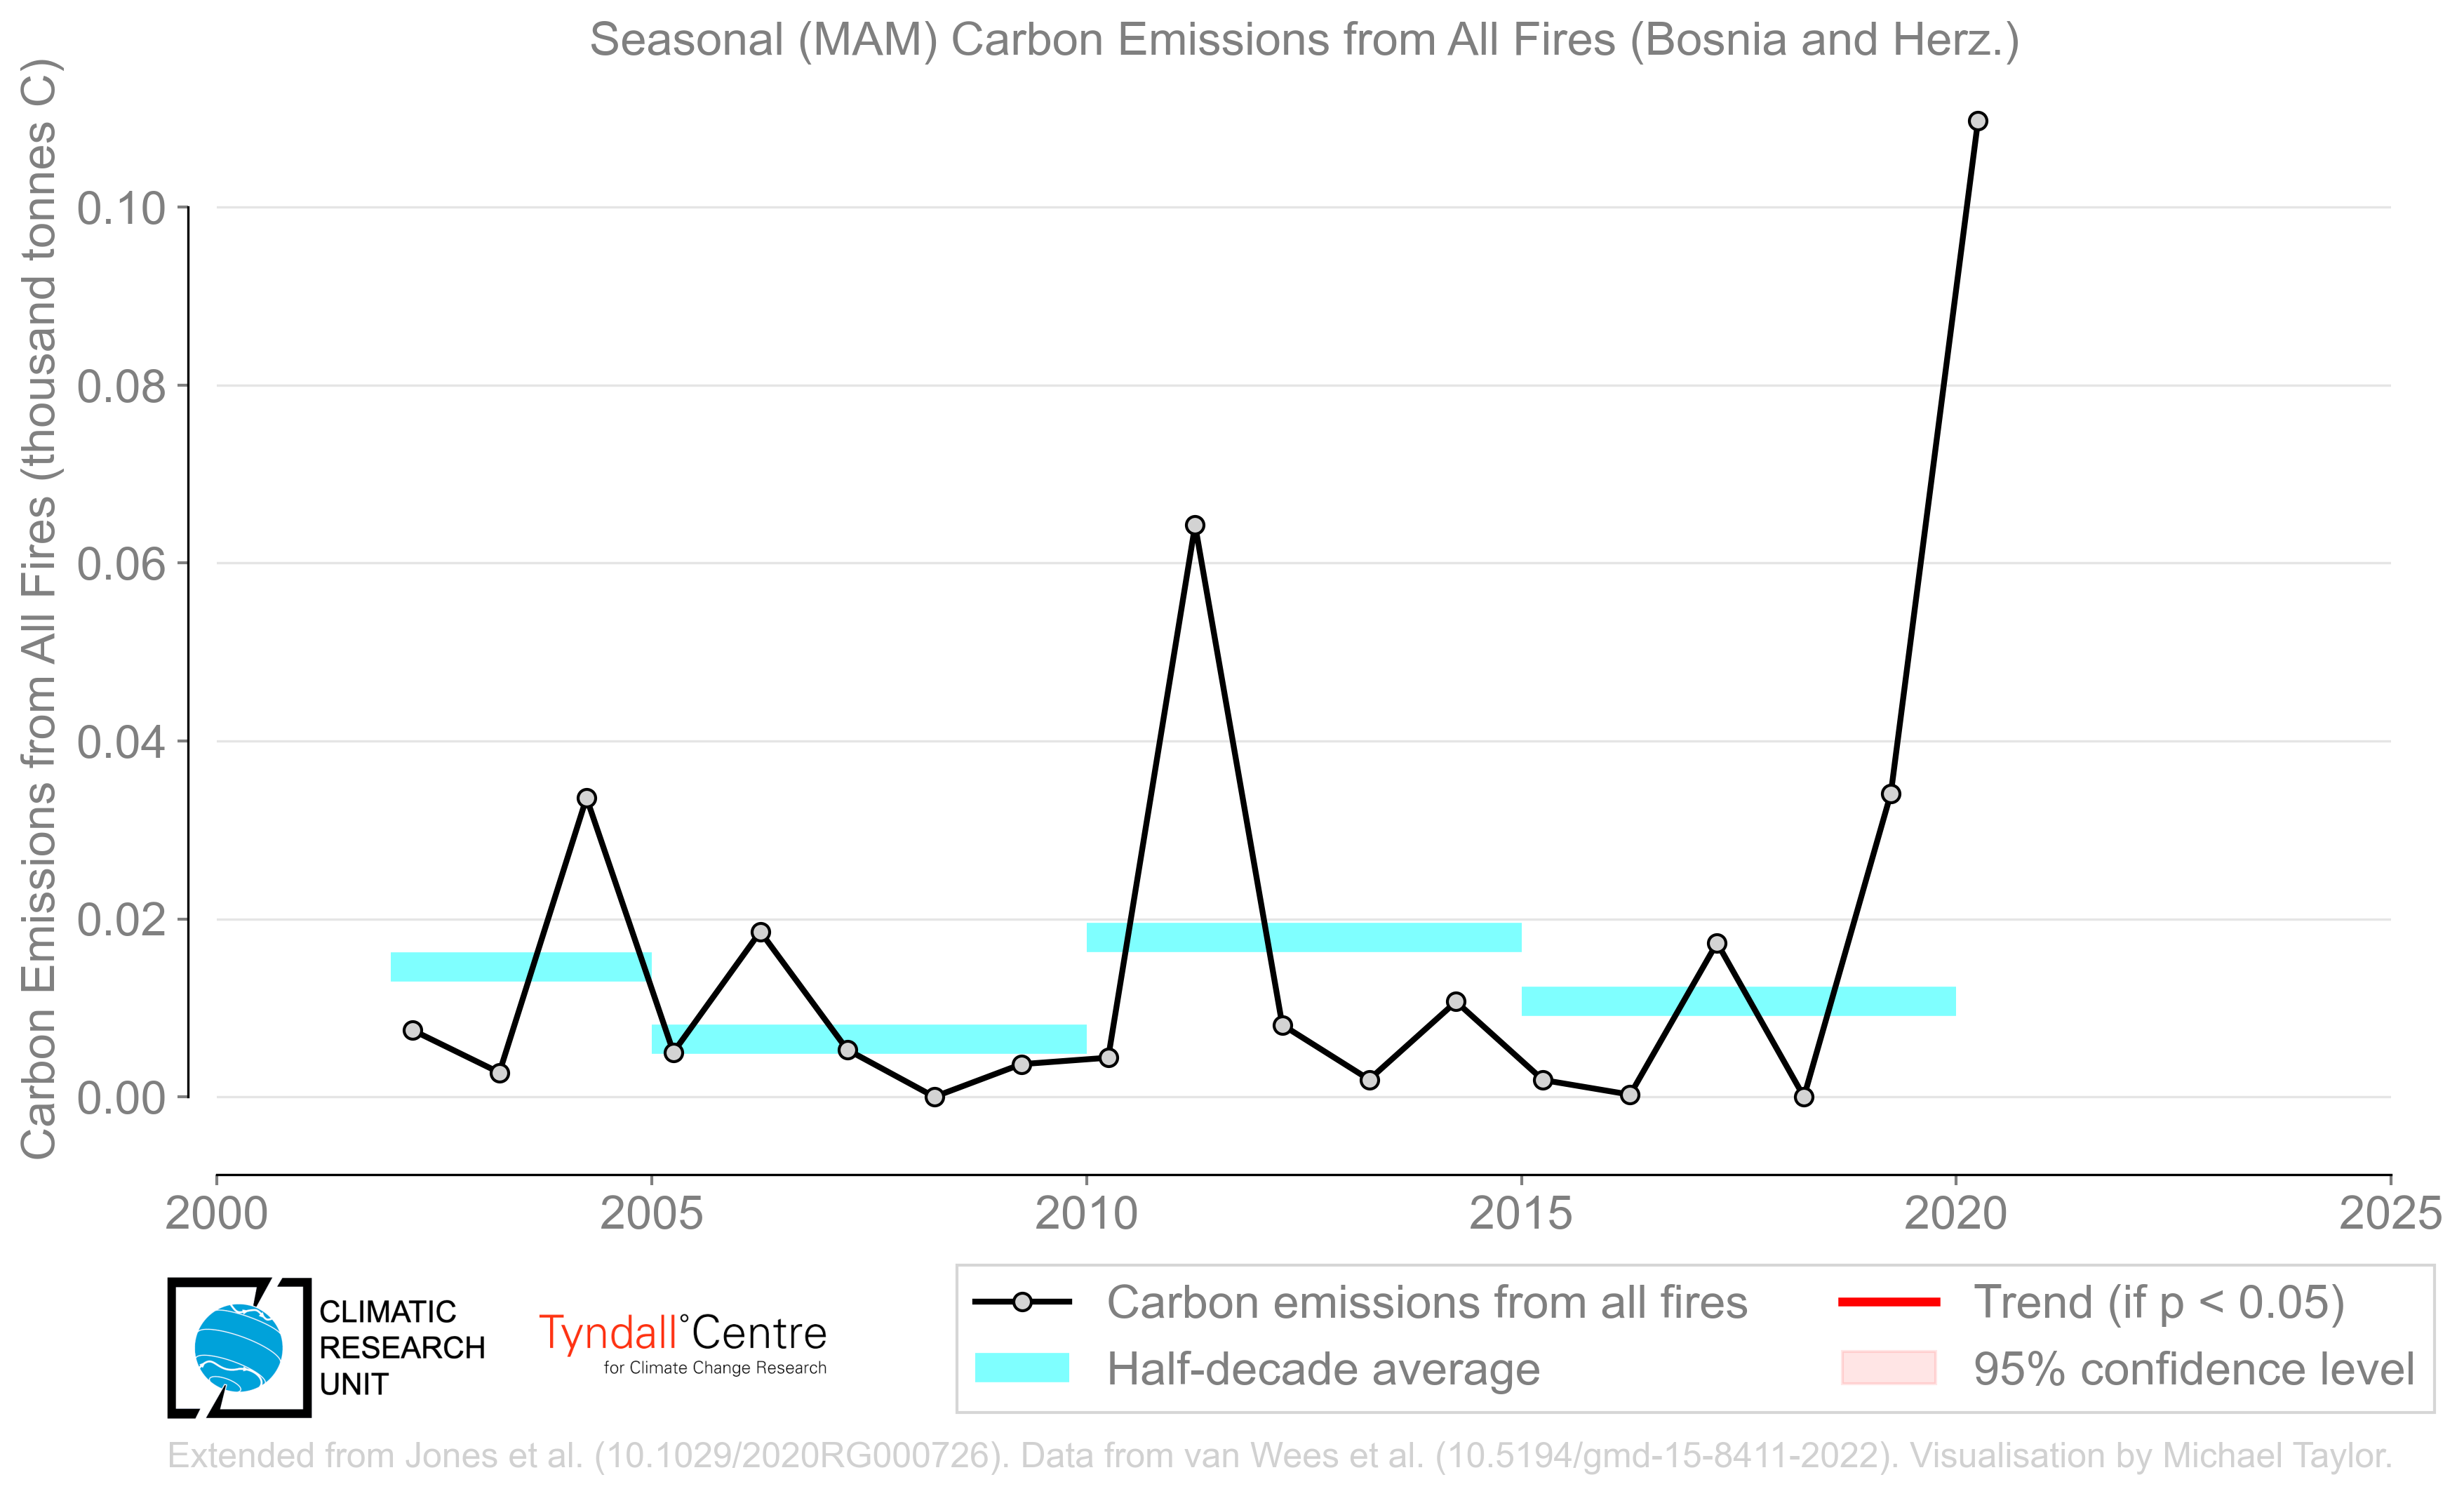 Seasonal (MAM) Carbon Emissions from All Fires (Bosnia and Herz.)
Carbon Emissions from All Fires (thousand tonnes C)
0.10
0.08
0.06
0.04
0.02
0.00
2000
2005
2010
2015
2020
2025
CLIMATIC
RESEARCH
UNIT
Tyndall°Centre
for Climate Change Research
Carbon emissions from all fires
Half-decade average
Trend (if p < 0.05)
95% confidence level
Extended from Jones et al. (10.1029/2020RG000726). Data from van Wees et al. (10.5194/gmd-15-8411-2022). Visualisation by Michael Taylor.